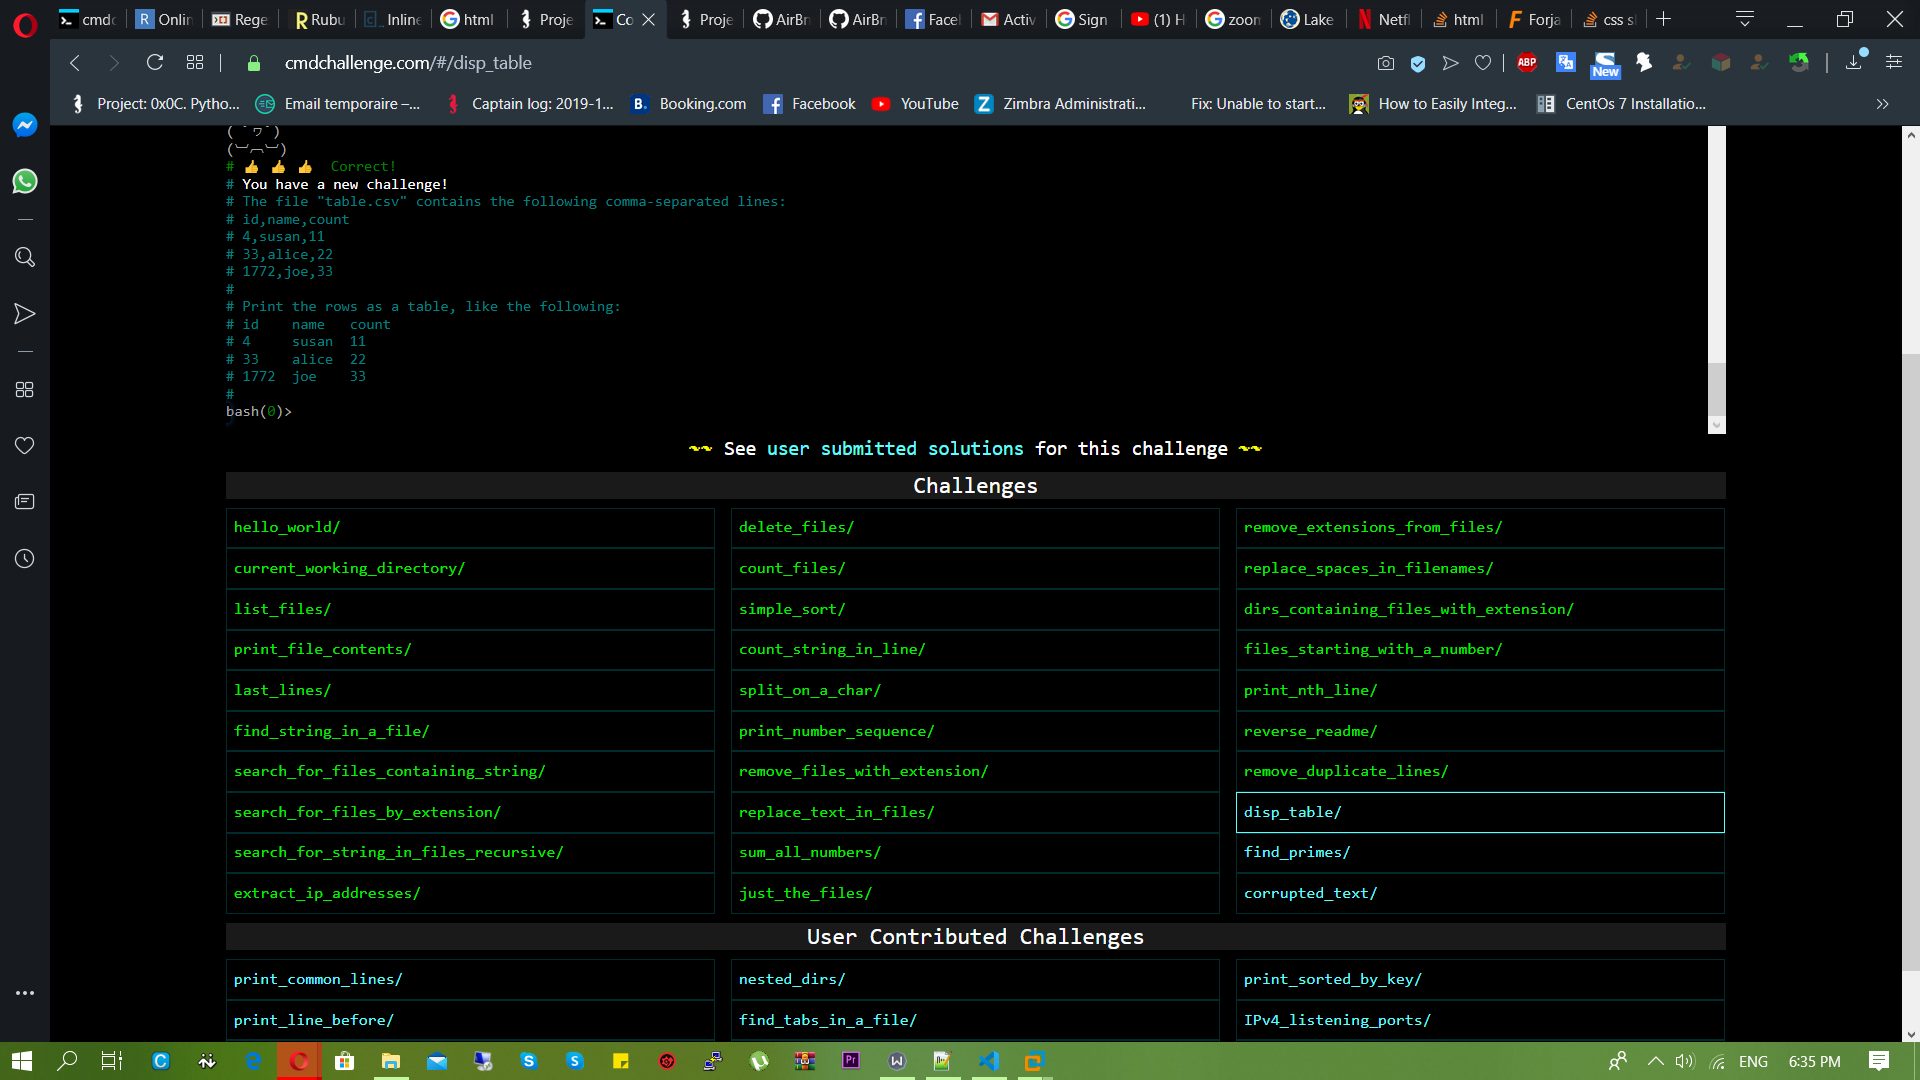 cmdc
Onlin
Rege
Rubu
Inline
html
Proje
Co
Proje
AirBn
AirBn
Facel
Activ
Sign
(1) H
zoom
Lake
Netfl
html
Forja
css s
cmdchallenge.com/#/disp_table
ABP
New
Project: 0x0C. Pytho...
Email temporaire –...
Captain log: 2019-1...
Booking.com
Facebook
YouTube
Zimbra Administrati...
Fix: Unable to start...
How to Easily Integ...
CentOs 7 Installatio...
# 👍 👍 👍 Correct!
# You have a new challenge!
# The file "table.csv" contains the following comma-separated lines:
# id,name,count
# 4,susan,11
# 33,alice,22
# 1772,joe,33
#
# Print the rows as a table, like the following:
# id    name   count
# 4     susan  11
# 33    alice  22
# 1772  joe    33
#
bash(0)>
~~ See user submitted solutions for this challenge ~~
Challenges
hello_world/
delete_files/
remove_extensions_from_files/
current_working_directory/
count_files/
replace_spaces_in_filenames/
list_files/
simple_sort/
dirs_containing_files_with_extension/
print_file_contents/
count_string_in_line/
files_starting_with_a_number/
last_lines/
split_on_a_char/
print_nth_line/
find_string_in_a_file/
print_number_sequence/
reverse_readme/
search_for_files_containing_string/
remove_files_with_extension/
remove_duplicate_lines/
search_for_files_by_extension/
replace_text_in_files/
disp_table/
search_for_string_in_files_recursive/
sum_all_numbers/
find_primes/
extract_ip_addresses/
just_the_files/
corrupted_text/
User Contributed Challenges
print_common_lines/
nested_dirs/
print_sorted_by_key/
print_line_before/
find_tabs_in_a_file/
IPv4_listening_ports/
ENG
6:35 PM